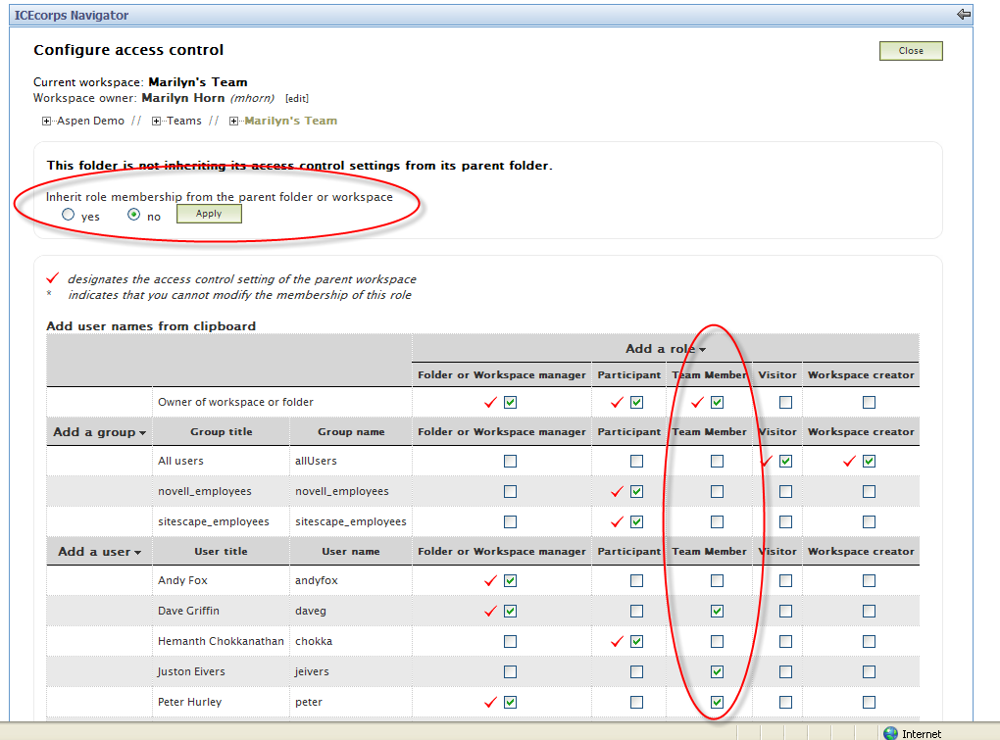 ICEcorps Navigator
Configure access control
Close
Current workspace: Marilyn's Team
Workspace owner: Marilyn Horn (mhorn) [edit]
Aspen Demo // Teams // Marilyn's Team
This folder is not inheriting its access control settings from its parent folder.
Inherit role membership from the parent folder or workspace
yes no Apply
designates the access control setting of the parent workspace
* indicates that you cannot modify the membership of this role
Add user names from clipboard
Add a role
Folder or Workspace manager Participant Team Member Visitor Workspace creator
Owner of workspace or folder
Add a group Group title Group name Folder or Workspace manager Participant Team Member Visitor Workspace creator
All users allUsers
novell_employees novell_employees
sitescape_employees sitescape_employees
Add a user User title User name Folder or Workspace manager Participant Team Member Visitor Workspace creator
Andy Fox andyfox
Dave Griffin daveg
Hemanth Chokkanathan chokka
Juston Eivers jeivers
Peter Hurley peter
Internet